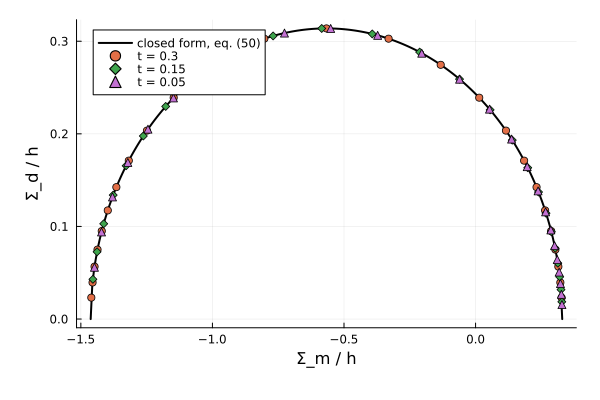 closed form, eq. (50)
t = 0.3
t = 0.15
t = 0.05
Σ_d / h
0.3
0.2
0.1
0.0
−1.5
−1.0
−0.5
0.0
Σ_m / h